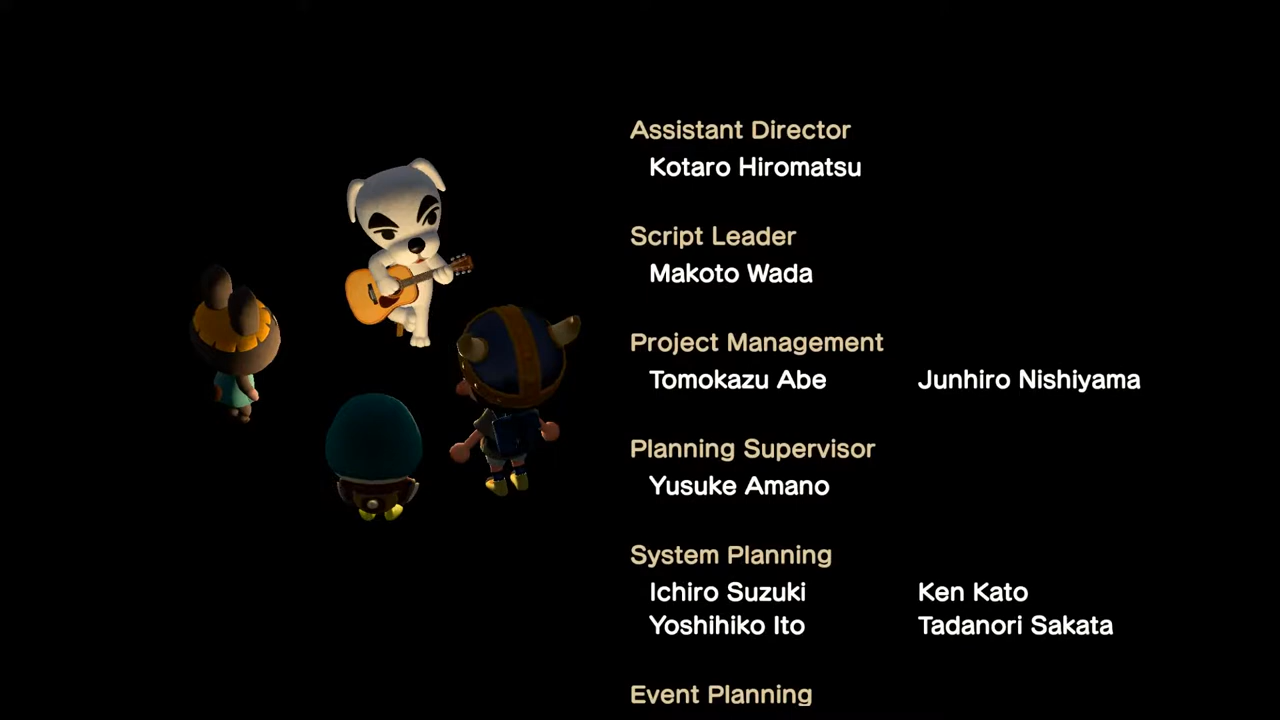 Assistant Director
Kotaro Hiromatsu
Script Leader
Makoto Wada
Project Management
Tomokazu Abe Junhiro Nishiyama
Planning Supervisor
Yusuke Amano
System Planning
Ichiro Suzuki Ken Kato
Yoshihiko Ito Tadanori Sakata
Event Planning